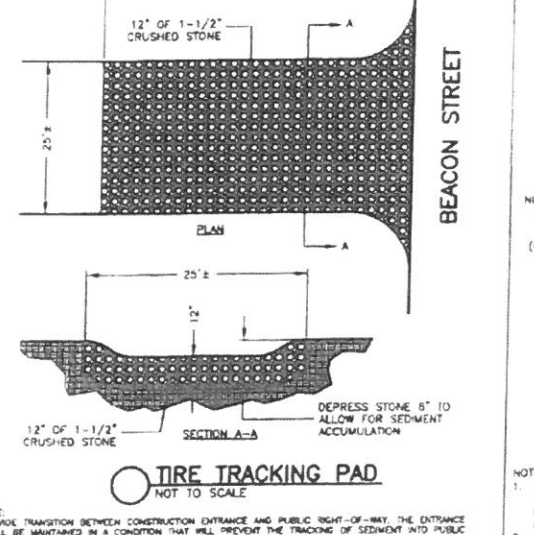 12" OF 1-1/2"
CRUSHED STONE
A
25'±
BEACON STREET
PLAN
A
25'±
12"
12" OF 1-1/2"
CRUSHED STONE
SECTION A-A
DEPRESS STONE 6" TO
ALLOW FOR SEDIMENT
ACCUMULATION
TIRE TRACKING PAD
NOT TO SCALE
TRANSITION BETWEEN CONSTRUCTION ENTRANCE AND PUBLIC RIGHT-OF-WAY. THE ENTRANCE
BE MAINTAINED IN A CONDITION THAT WILL PREVENT THE TRACKING OF SEDIMENT INTO PUBLIC
NOT
1.